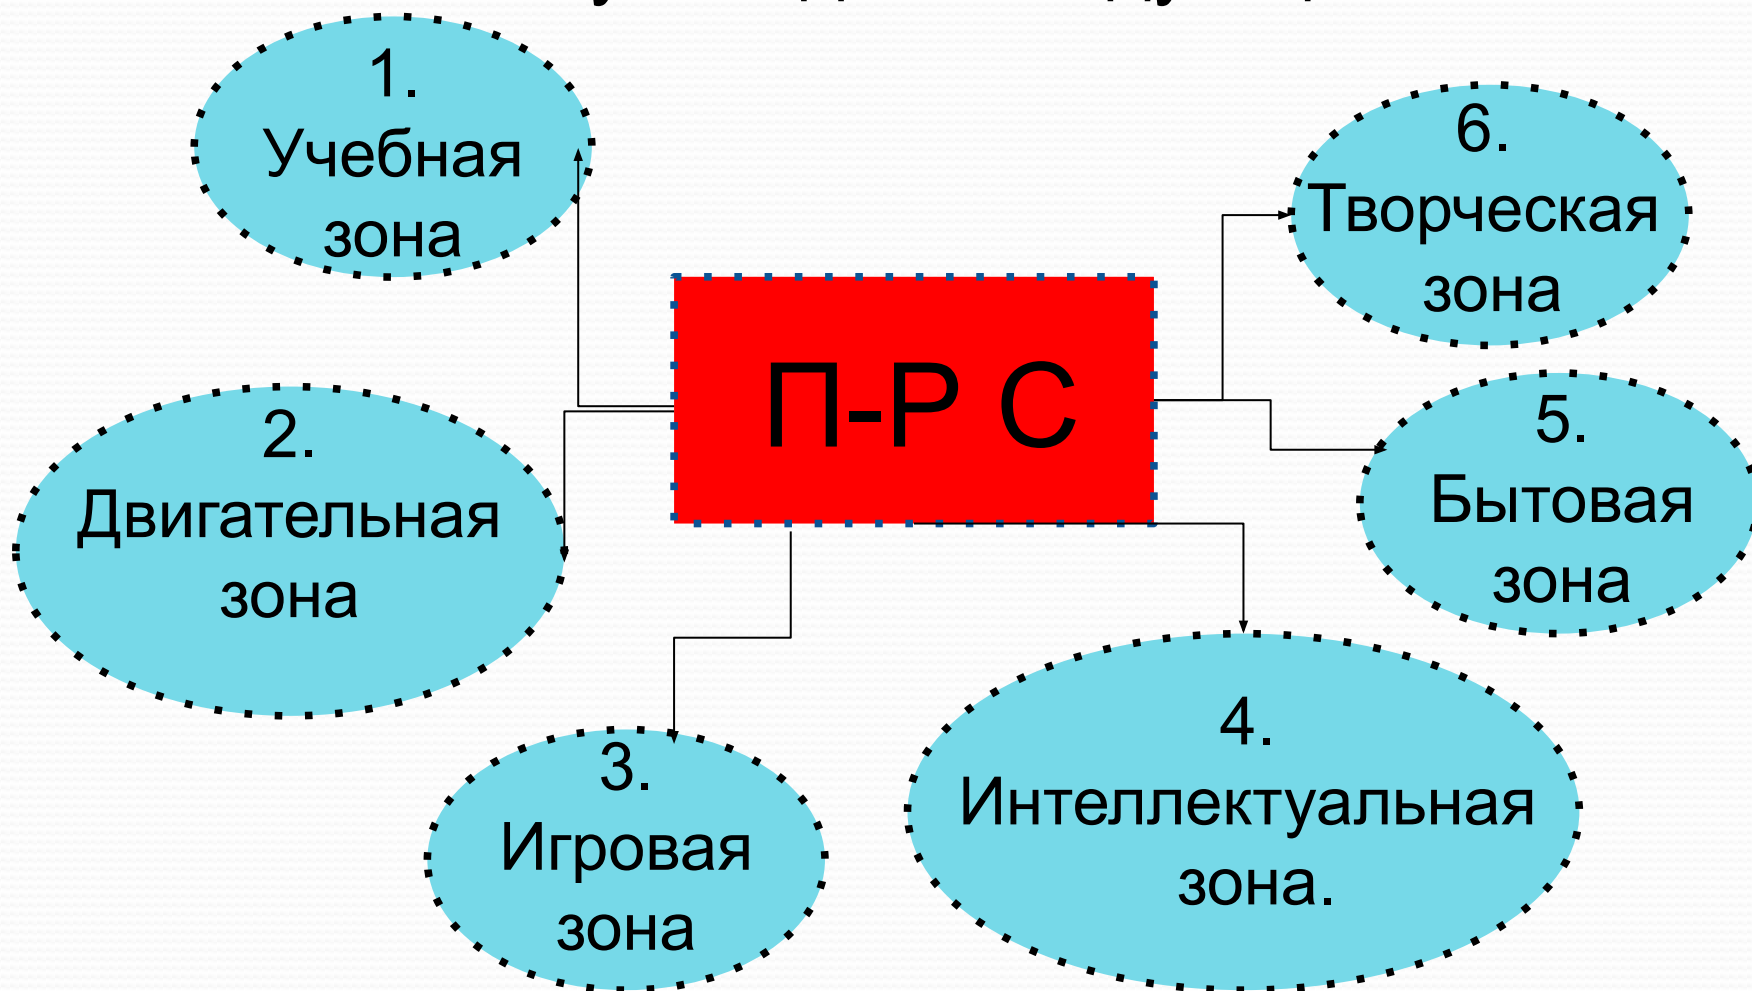 1.
Учебная
зона
6.
Творческая
зона
П-Р С
2.
Двигательная
зона
5.
Бытовая
зона
3.
Игровая
зона
4.
Интеллектуальная
зона.